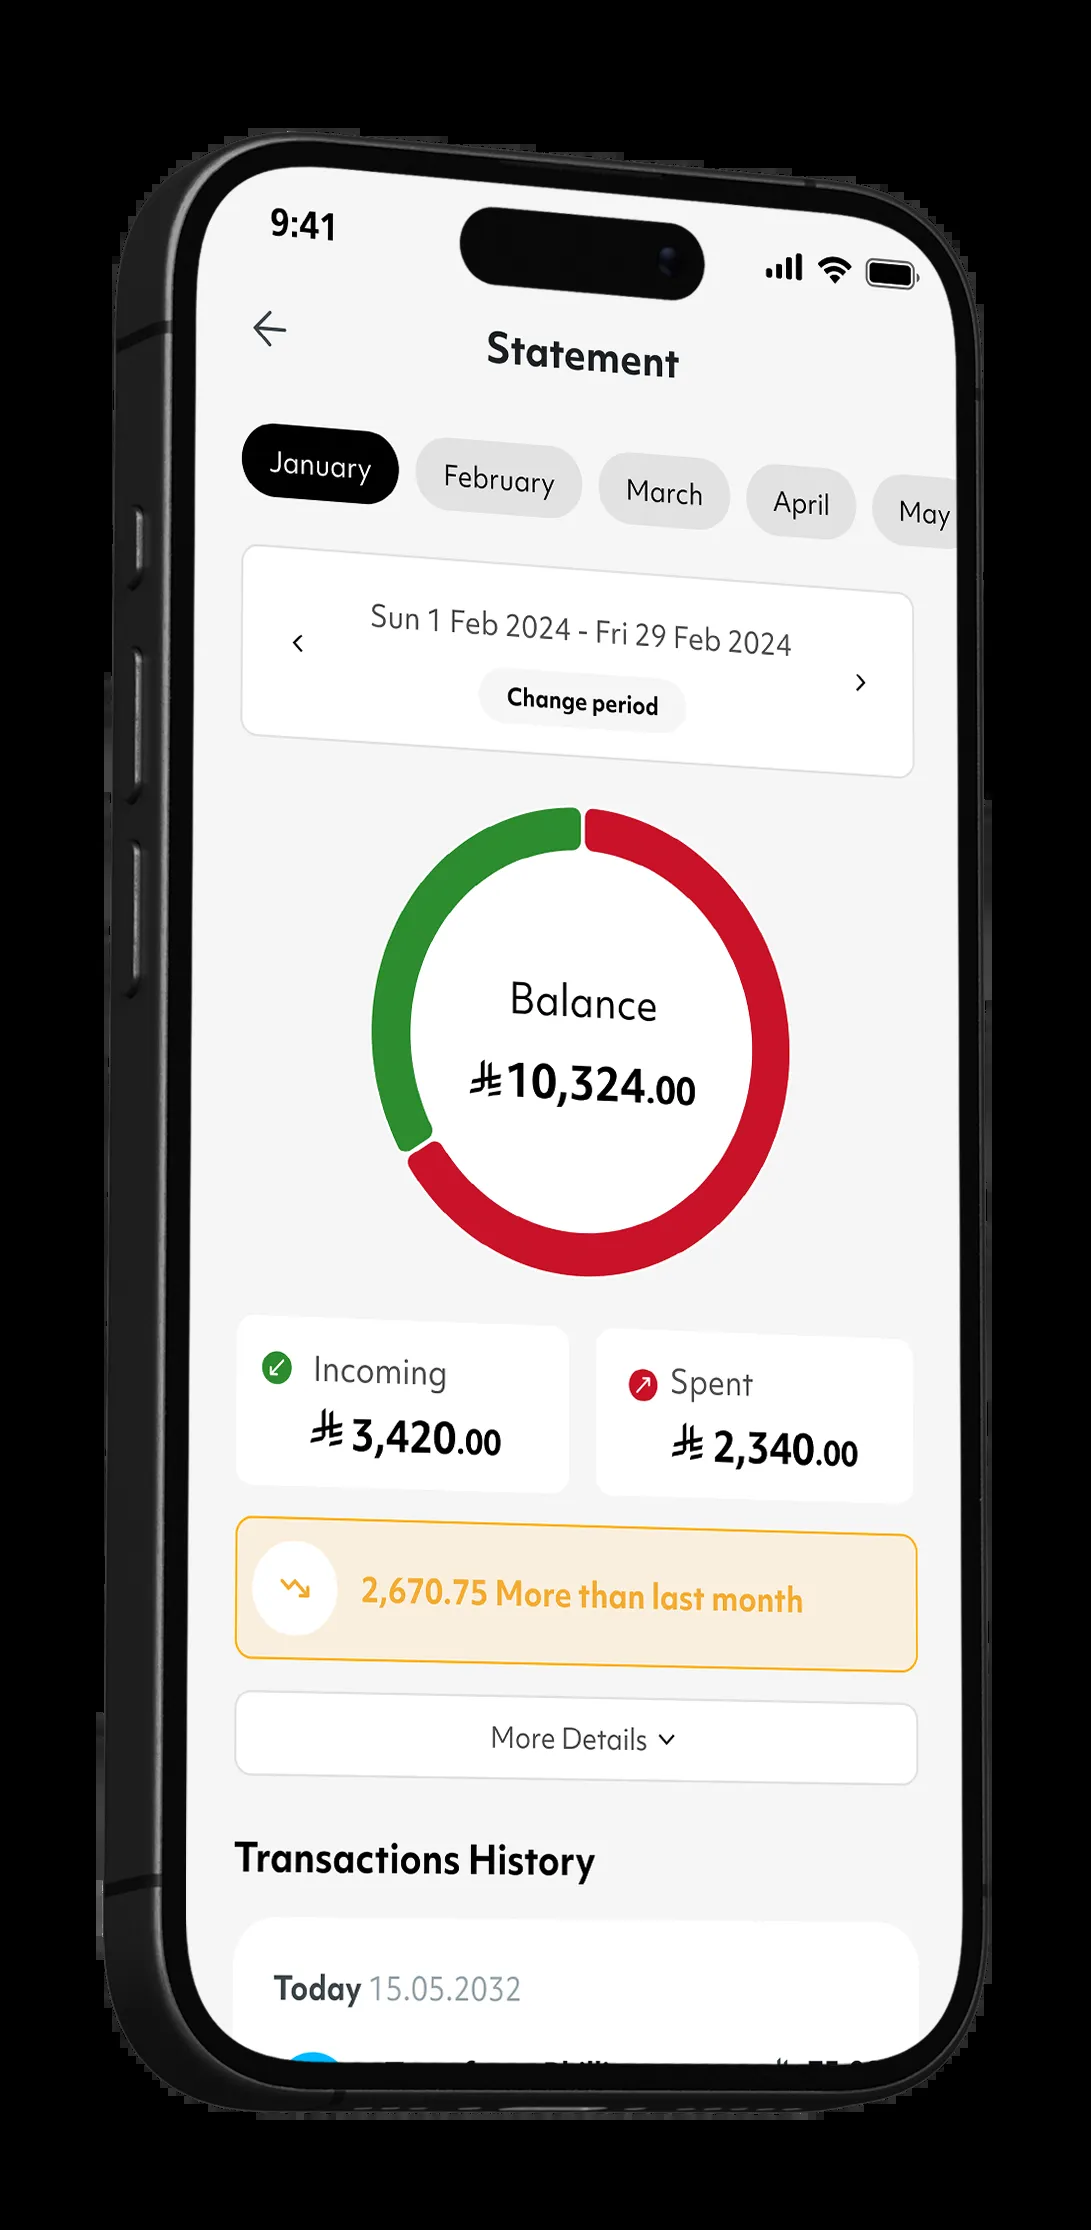 9:41
Statement
January February March April May
Sun 1 Feb 2024 - Fri 29 Feb 2024
Change period
Balance
⃁10,324.00
Incoming
⃁ 3,420.00
Spent
⃁ 2,340.00
2,670.75 More than last month
More Details
Transactions History
Today 15.05.2032